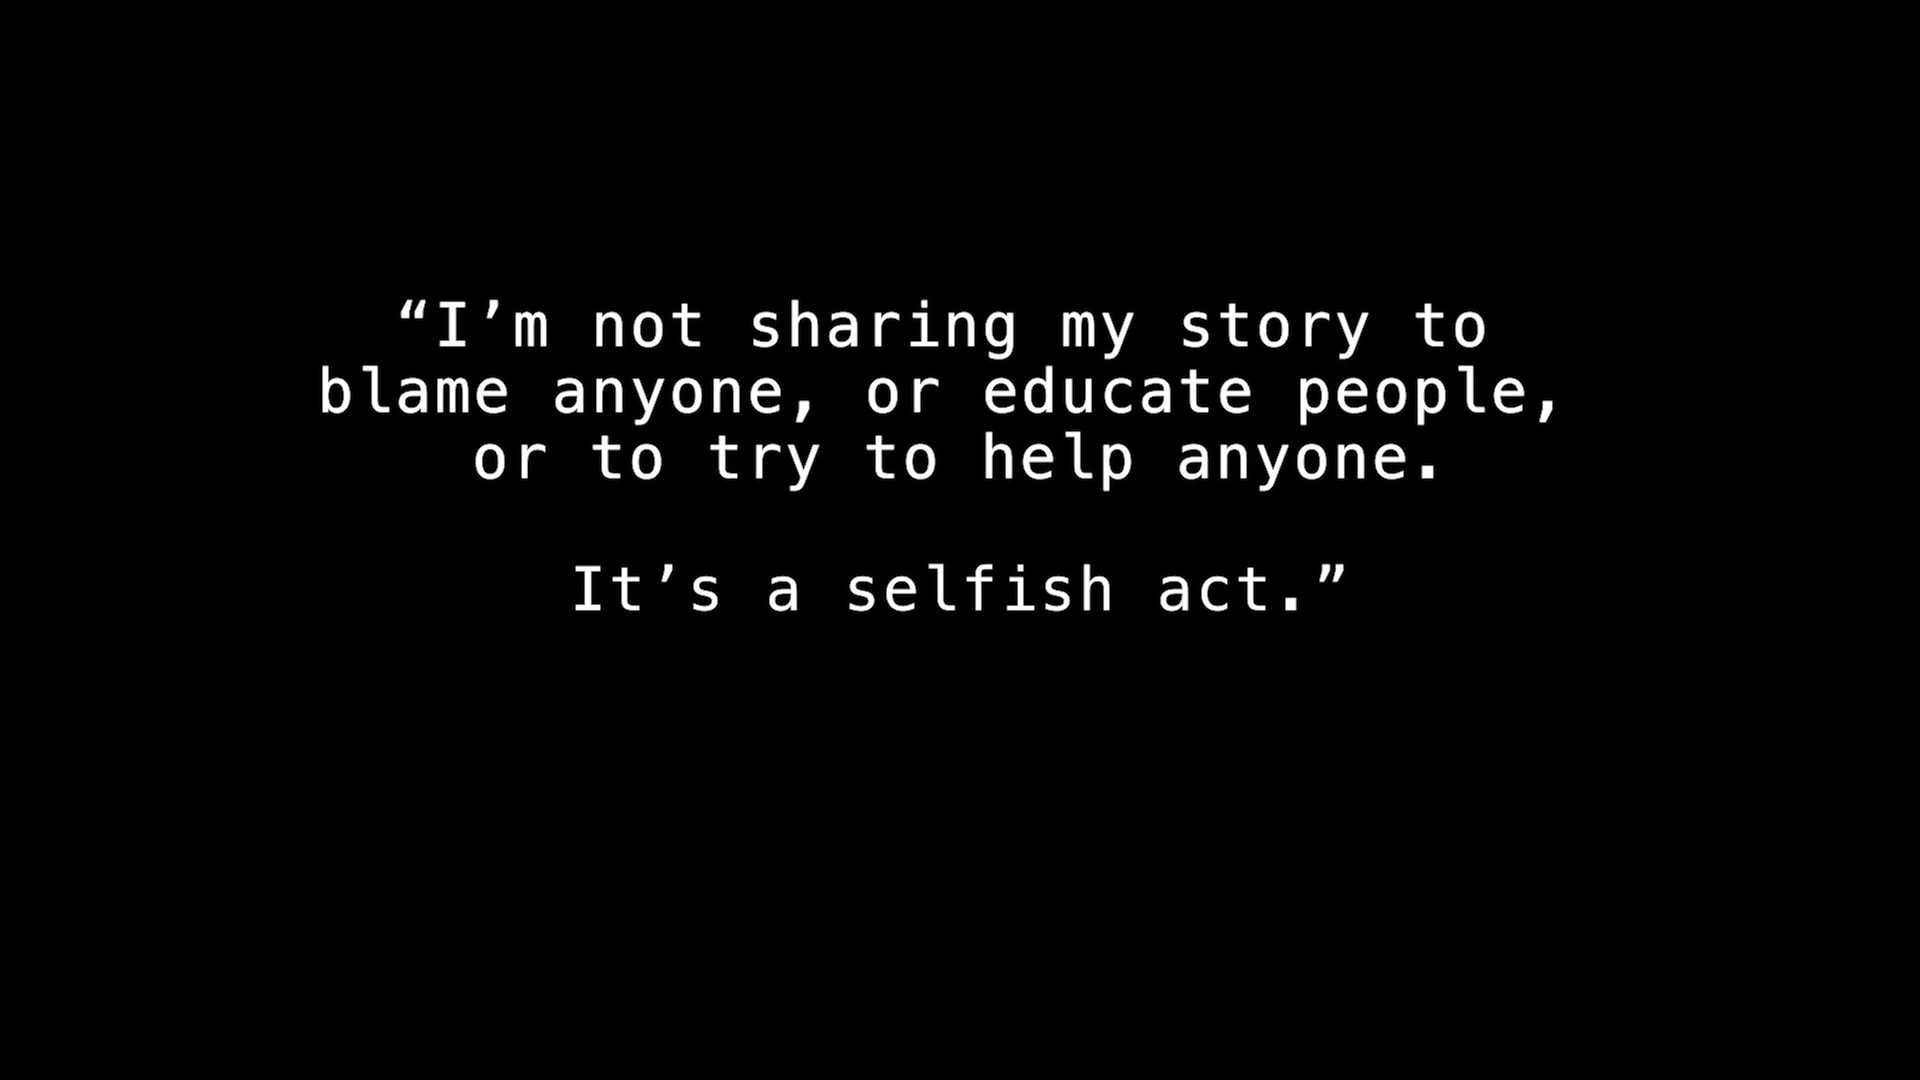 “I’m not sharing my story to
blame anyone, or educate people,
or to try to help anyone.
It’s a selfish act.”